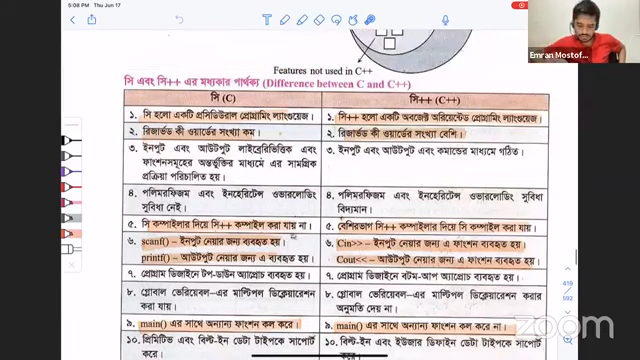 5:08 PM Thu Jun 17
Emran Mostof...
Features not used in C++
সি এবং সি++ এর মধ্যকার পার্থক্য (Difference between C and C++)
সি (C)
সি++ (C++)
১. সি হলো একটি প্রসিডিউরাল প্রোগ্রামিং ল্যাংগুয়েজ।
১. সি++ হলো একটি অবজেক্ট অরিয়েন্টেড প্রোগ্রামিং ল্যাংগুয়েজ।
২. রিজার্ভড কী ওয়ার্ডের সংখ্যা কম।
২. রিজার্ভড কী ওয়ার্ডের সংখ্যা বেশি।
৩. ইনপুট এবং আউটপুট লাইব্রেরিভিত্তিক এবং
ফাংশনসমূহের অন্তর্ভুক্তির মাধ্যমে এর সামগ্রিক
প্রক্রিয়া পরিচালিত হয়।
৩. ইনপুট এবং আউটপুট এবং কমান্ডের মাধ্যমে গঠিত।
৪. পলিমরফিজম এবং ইনহেরিটেন্স ওভারলোডিং
সুবিধা নেই।
৪. পলিমরফিজম এবং ইনহেরিটেন্স ওভারলোডিং সুবিধা
বিদ্যমান।
৫. সি কম্পাইলার দিয়ে সি++ কম্পাইল করা যায় না।
৫. বেশিরভাগ সি++ কম্পাইলার দিয়ে সি কম্পাইল করা যায়।
৬. scanf() – ইনপুট নেয়ার জন্য ব্যবহৃত হয়।
printf() – আউটপুট নেয়ার জন্য এ ব্যবহৃত হয়।
৬. Cin>> – ইনপুট নেয়ার জন্য এ ফাংশন ব্যবহৃত হয়।
Cout<< – আউটপুট নেয়ার জন্য এ ফাংশন ব্যবহৃত হয়।
৭. প্রোগ্রাম ডিজাইনে টপ-ডাউন অ্যাপ্রোচ ব্যবহৃত হয়।
৭. প্রোগ্রাম ডিজাইনে বটম-আপ অ্যাপ্রোচ ব্যবহৃত হয়।
৮. গ্লোবাল ভেরিয়েবল-এর মাল্টিপল ডিক্লেয়ারেশন
করা যায়।
৮. গ্লোবাল ভেরিয়েবল-এর মাল্টিপল ডিক্লেয়ারেশন করার
অনুমতি দেয় না।
৯. main() এর সাথে অন্যান্য ফাংশন কল করে।
৯. main() এর সাথে অন্যান্য ফাংশন কল করে না।
১০. প্রিমিটিভ এবং বিল্ট-ইন ডেটা টাইপকে সাপোর্ট
করে।
১০. বিল্ট-ইন এবং ইউজার ডিফাইন ডেটা টাইপকে সাপোর্ট
করে।
419
592
zoom